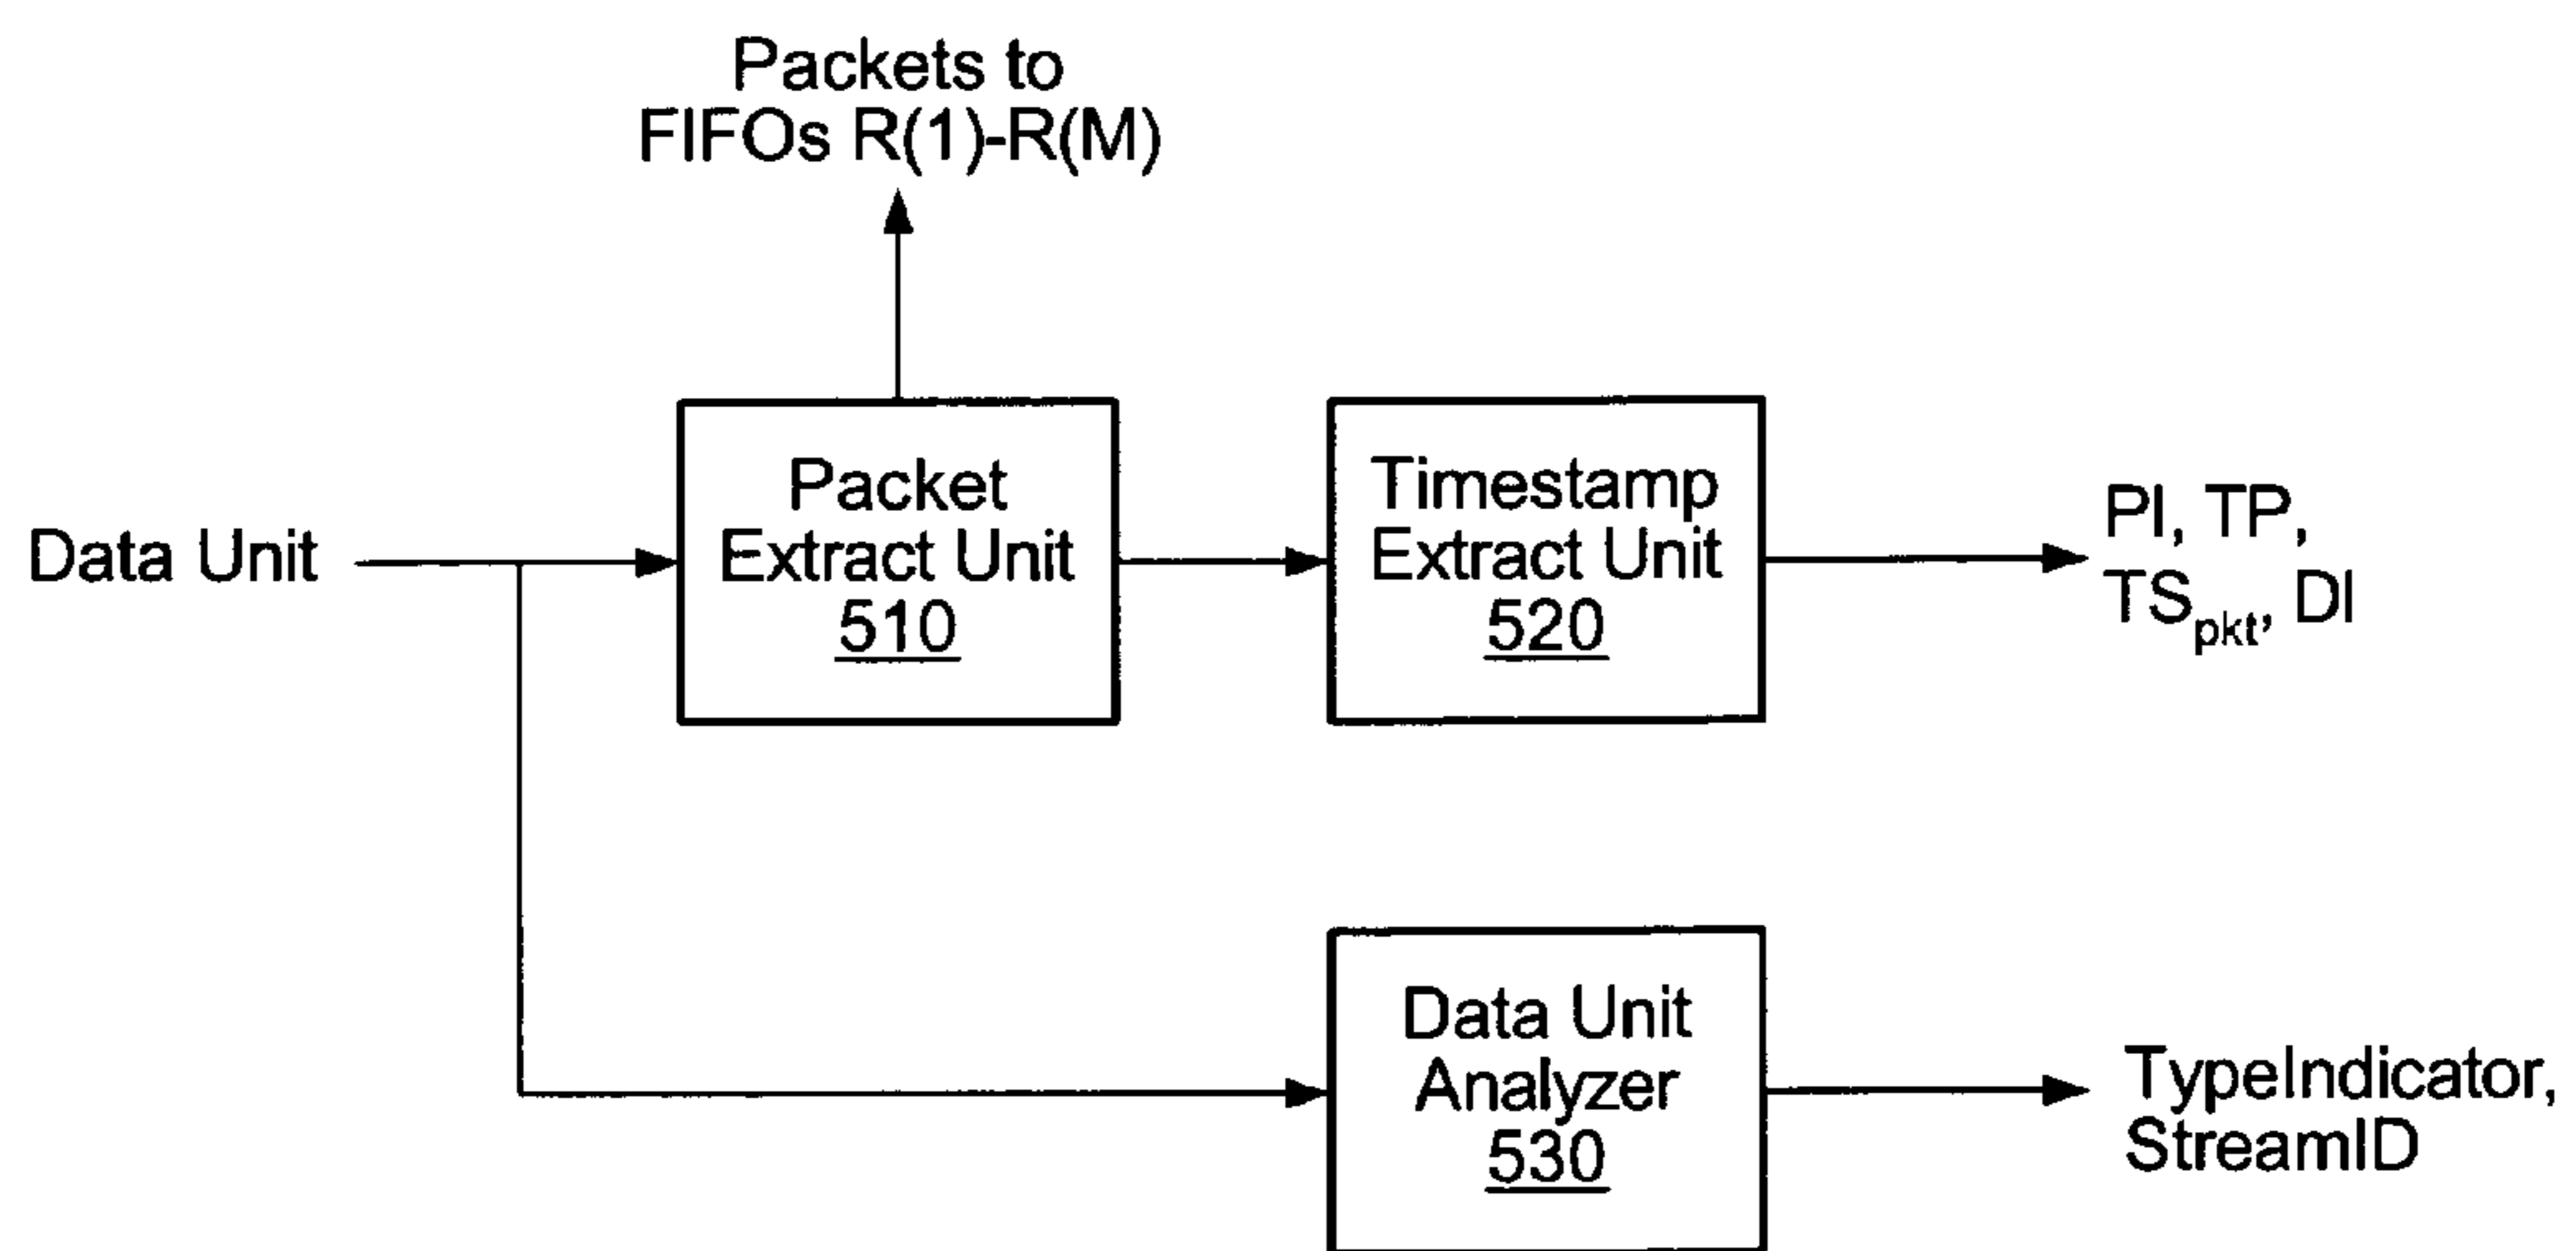 Packets to
FIFOs R(1)-R(M)
Data Unit
Packet
Extract Unit
510
Timestamp
Extract Unit
520
PI, TP,
TSpkt, DI
Data Unit
Analyzer
530
TypeIndicator,
StreamID